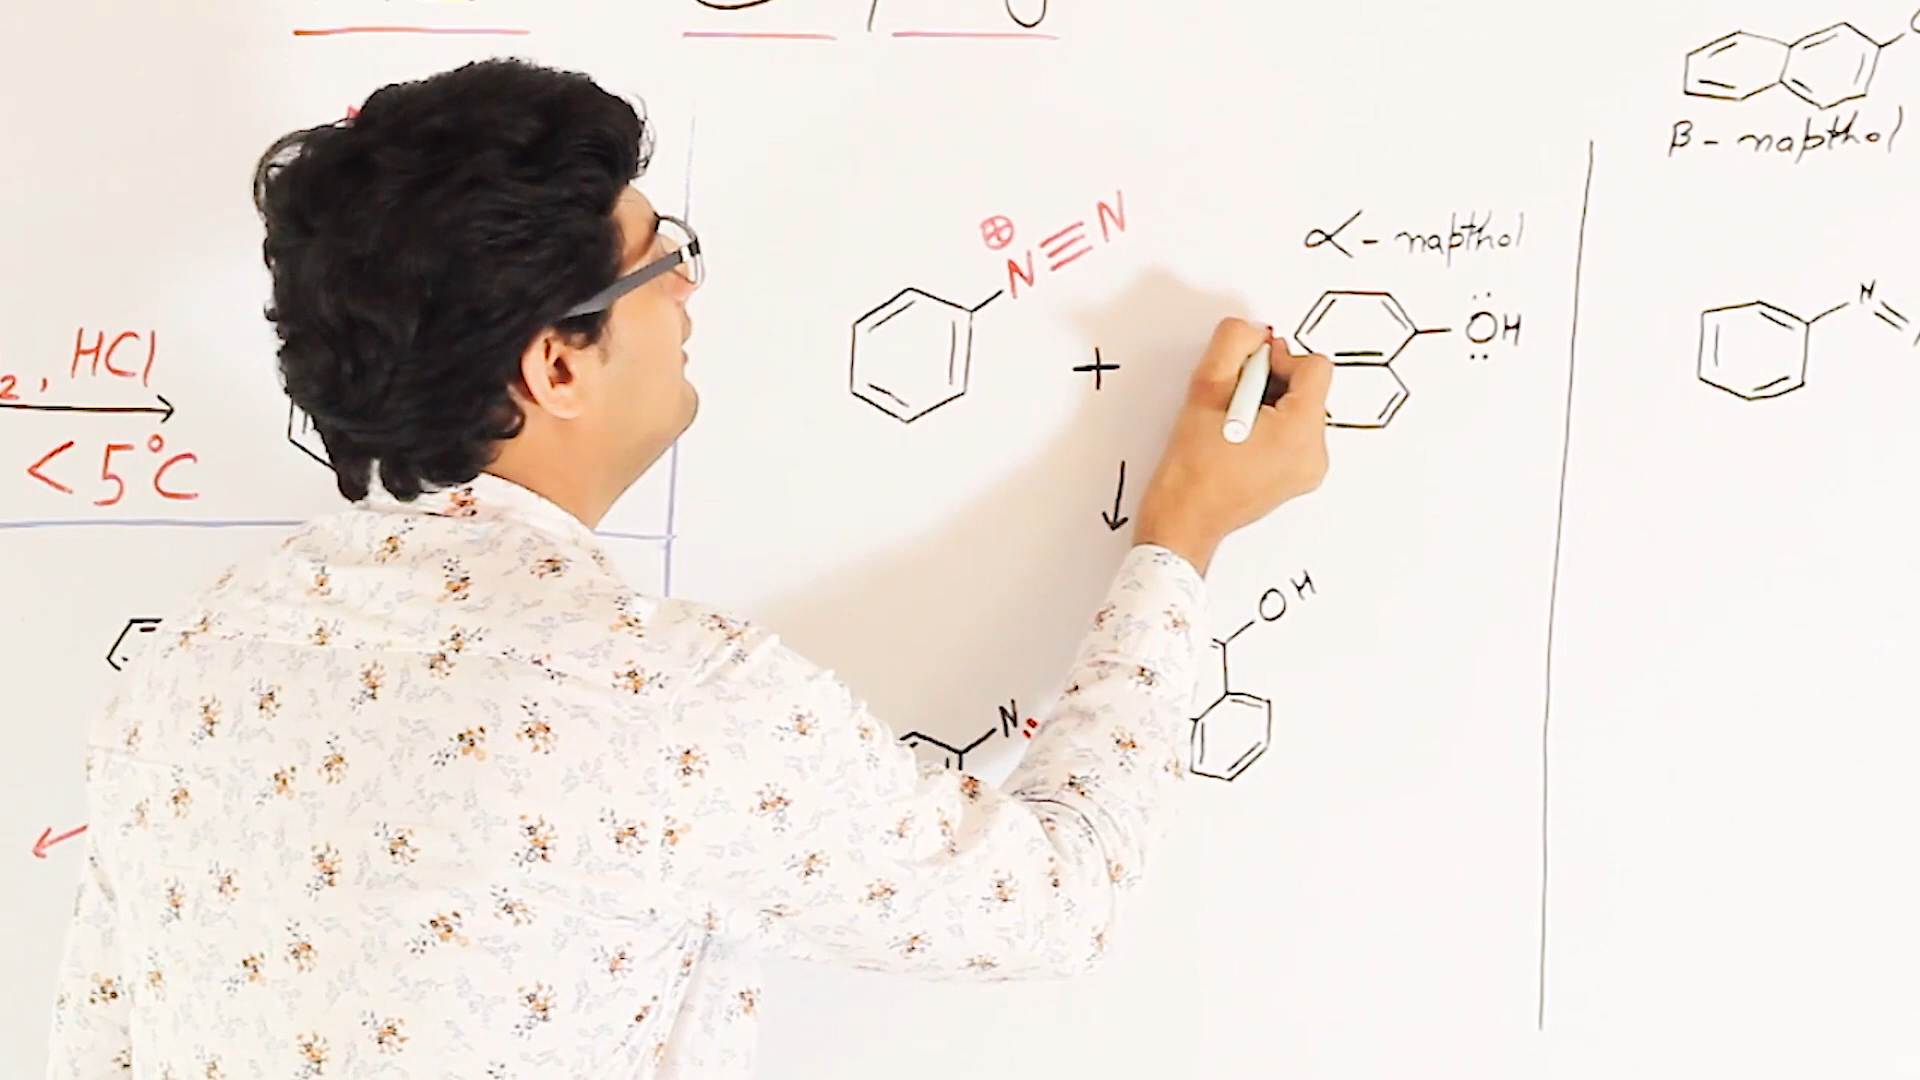 ₂, HCl
<5°C
⊕
N≡N
+
α- napthol
ÖH
OH
N:
β- napthol
N